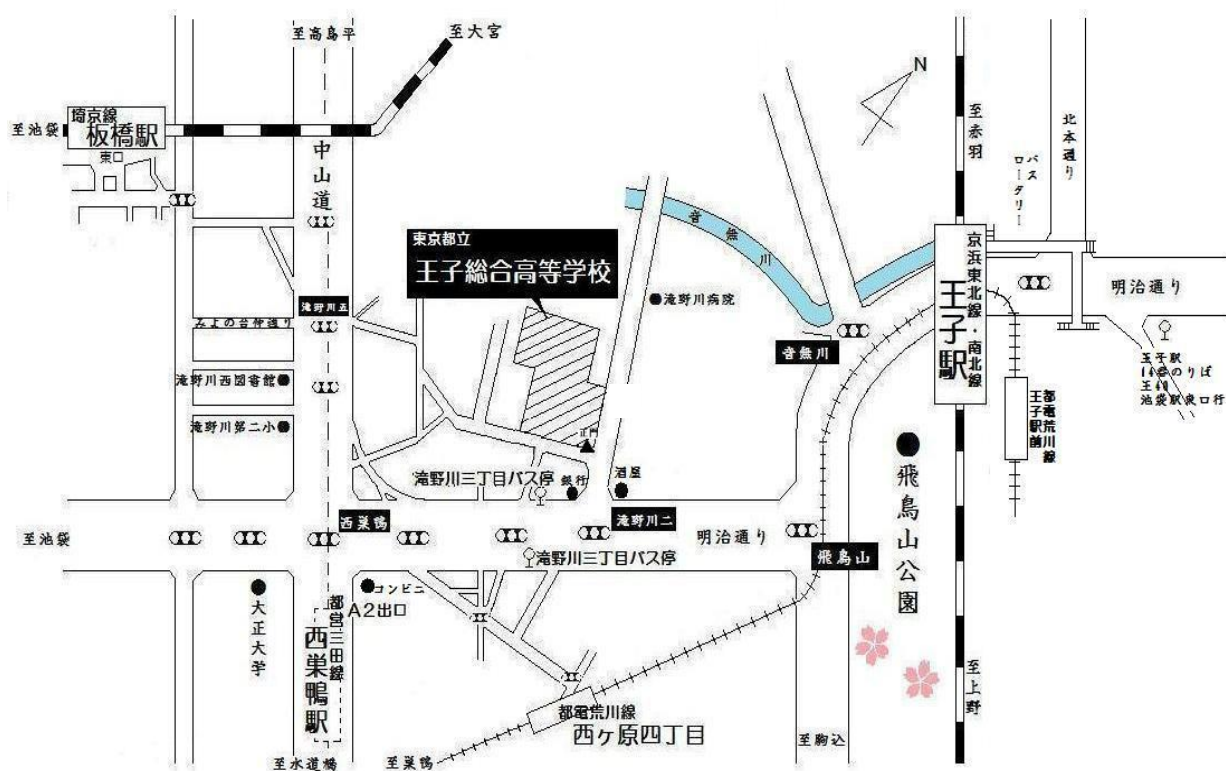 至高島平
至大宮
N
至赤羽
北本通り
バス
ロータリー
埼京線
板橋駅
至池袋
東口
中山道
音無川
東京都立
王子総合高等学校
滝野川病院
京浜東北線・南北線
王子駅
明治通り
滝野川五
みよの台仲通り
音無川
王子駅
14番のりば
王40
池袋駅東口行
滝野川西図書館
都電荒川線
王子駅前
滝野川第二小
正門
飛鳥山公園
滝野川三丁目バス停
銀行
酒屋
西巣鴨
滝野川二
明治通り
至池袋
飛鳥山
滝野川三丁目バス停
コンビニ
A2出口
大正大学
都営三田線
西巣鴨駅
都電荒川線
西ヶ原四丁目
至上野
至駒込
至水道橋
至巣鴨